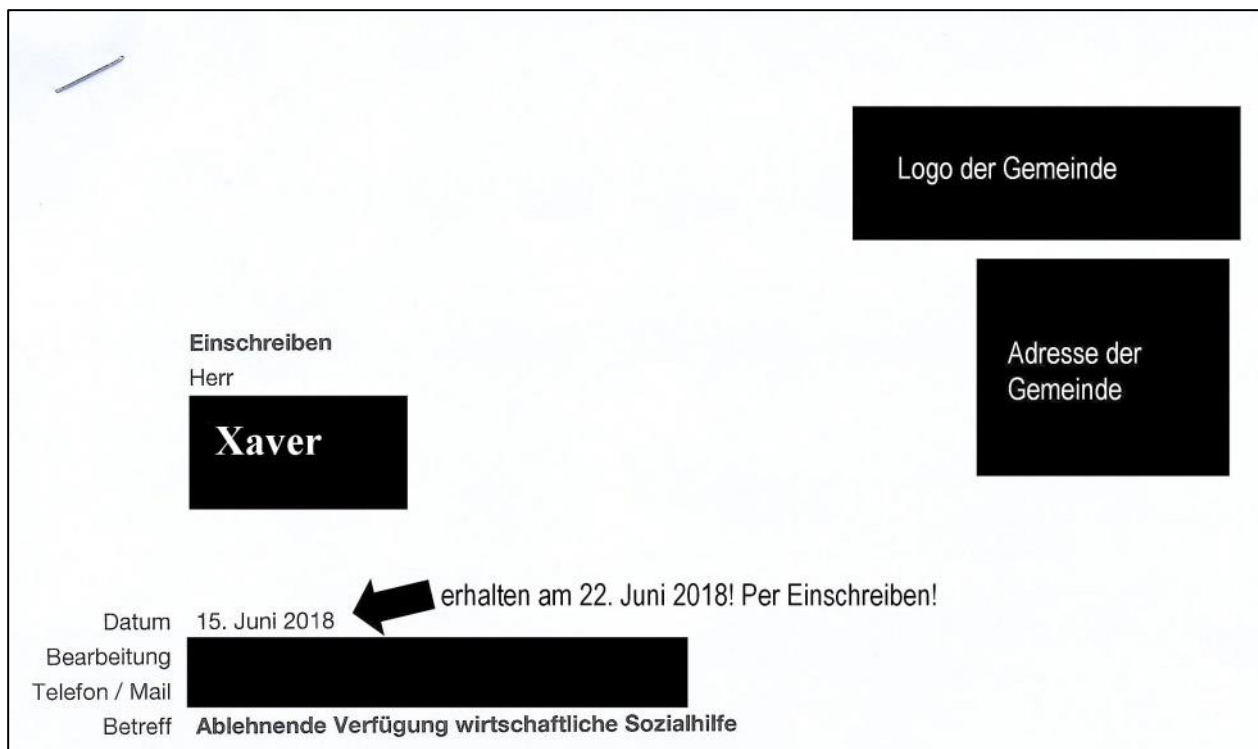 Logo der Gemeinde
Adresse der
Gemeinde
Einschreiben
Herr
Xaver
erhalten am 22. Juni 2018! Per Einschreiben!
Datum 15. Juni 2018
Bearbeitung
Telefon / Mail
Betreff Ablehnende Verfügung wirtschaftliche Sozialhilfe